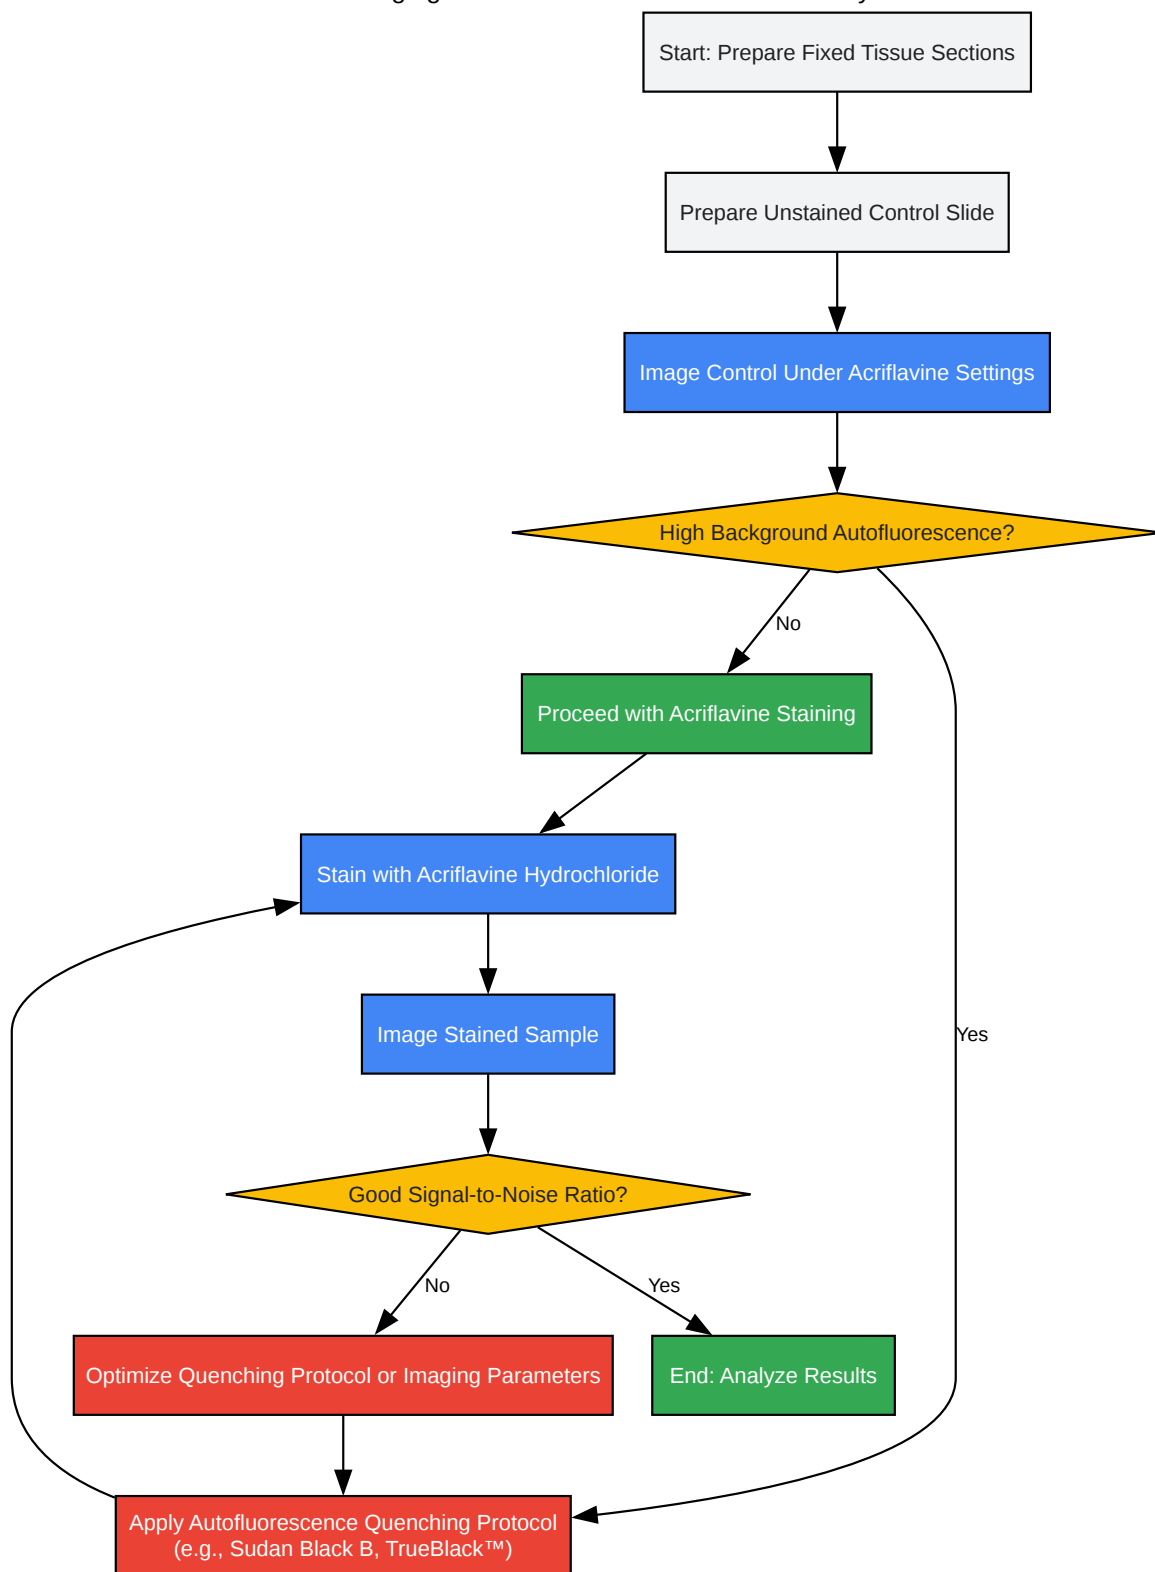 Start: Prepare Fixed Tissue Sections
Prepare Unstained Control Slide
Image Control Under Acriflavine Settings
High Background Autofluorescence?
No
Proceed with Acriflavine Staining
Stain with Acriflavine Hydrochloride
Image Stained Sample
Yes
Good Signal-to-Noise Ratio?
No
Yes
Optimize Quenching Protocol or Imaging Parameters
End: Analyze Results
Apply Autofluorescence Quenching Protocol
(e.g., Sudan Black B, TrueBlack™)